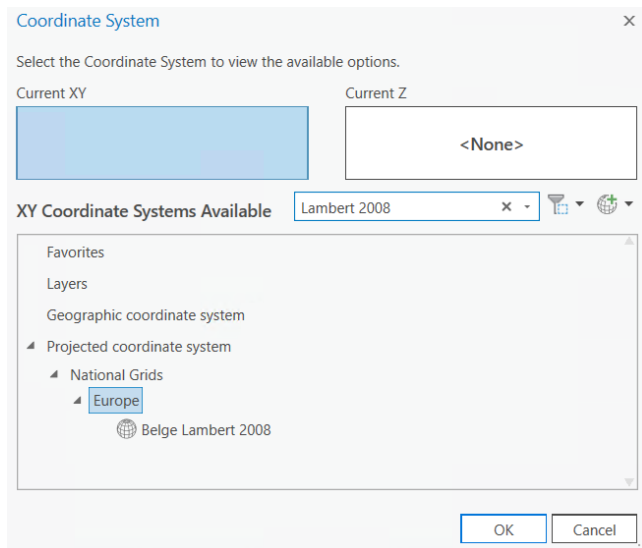 Coordinate System
Select the Coordinate System to view the available options.
Current XY Current Z
<None>
XY Coordinate Systems Available Lambert 2008
Favorites
Layers
Geographic coordinate system
Projected coordinate system
National Grids
Europe
Belge Lambert 2008
OK Cancel